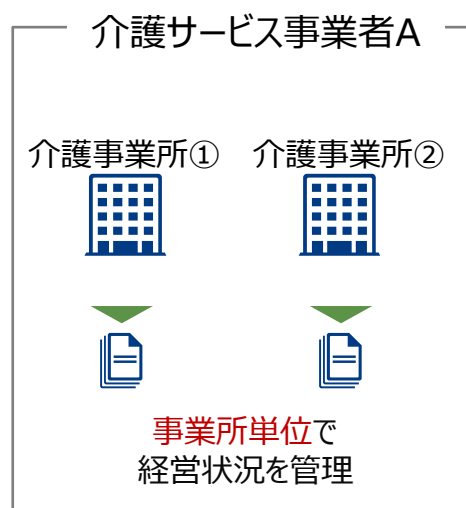 介護サービス事業者A
介護事業所① 介護事業所②
事業所単位で
経営状況を管理